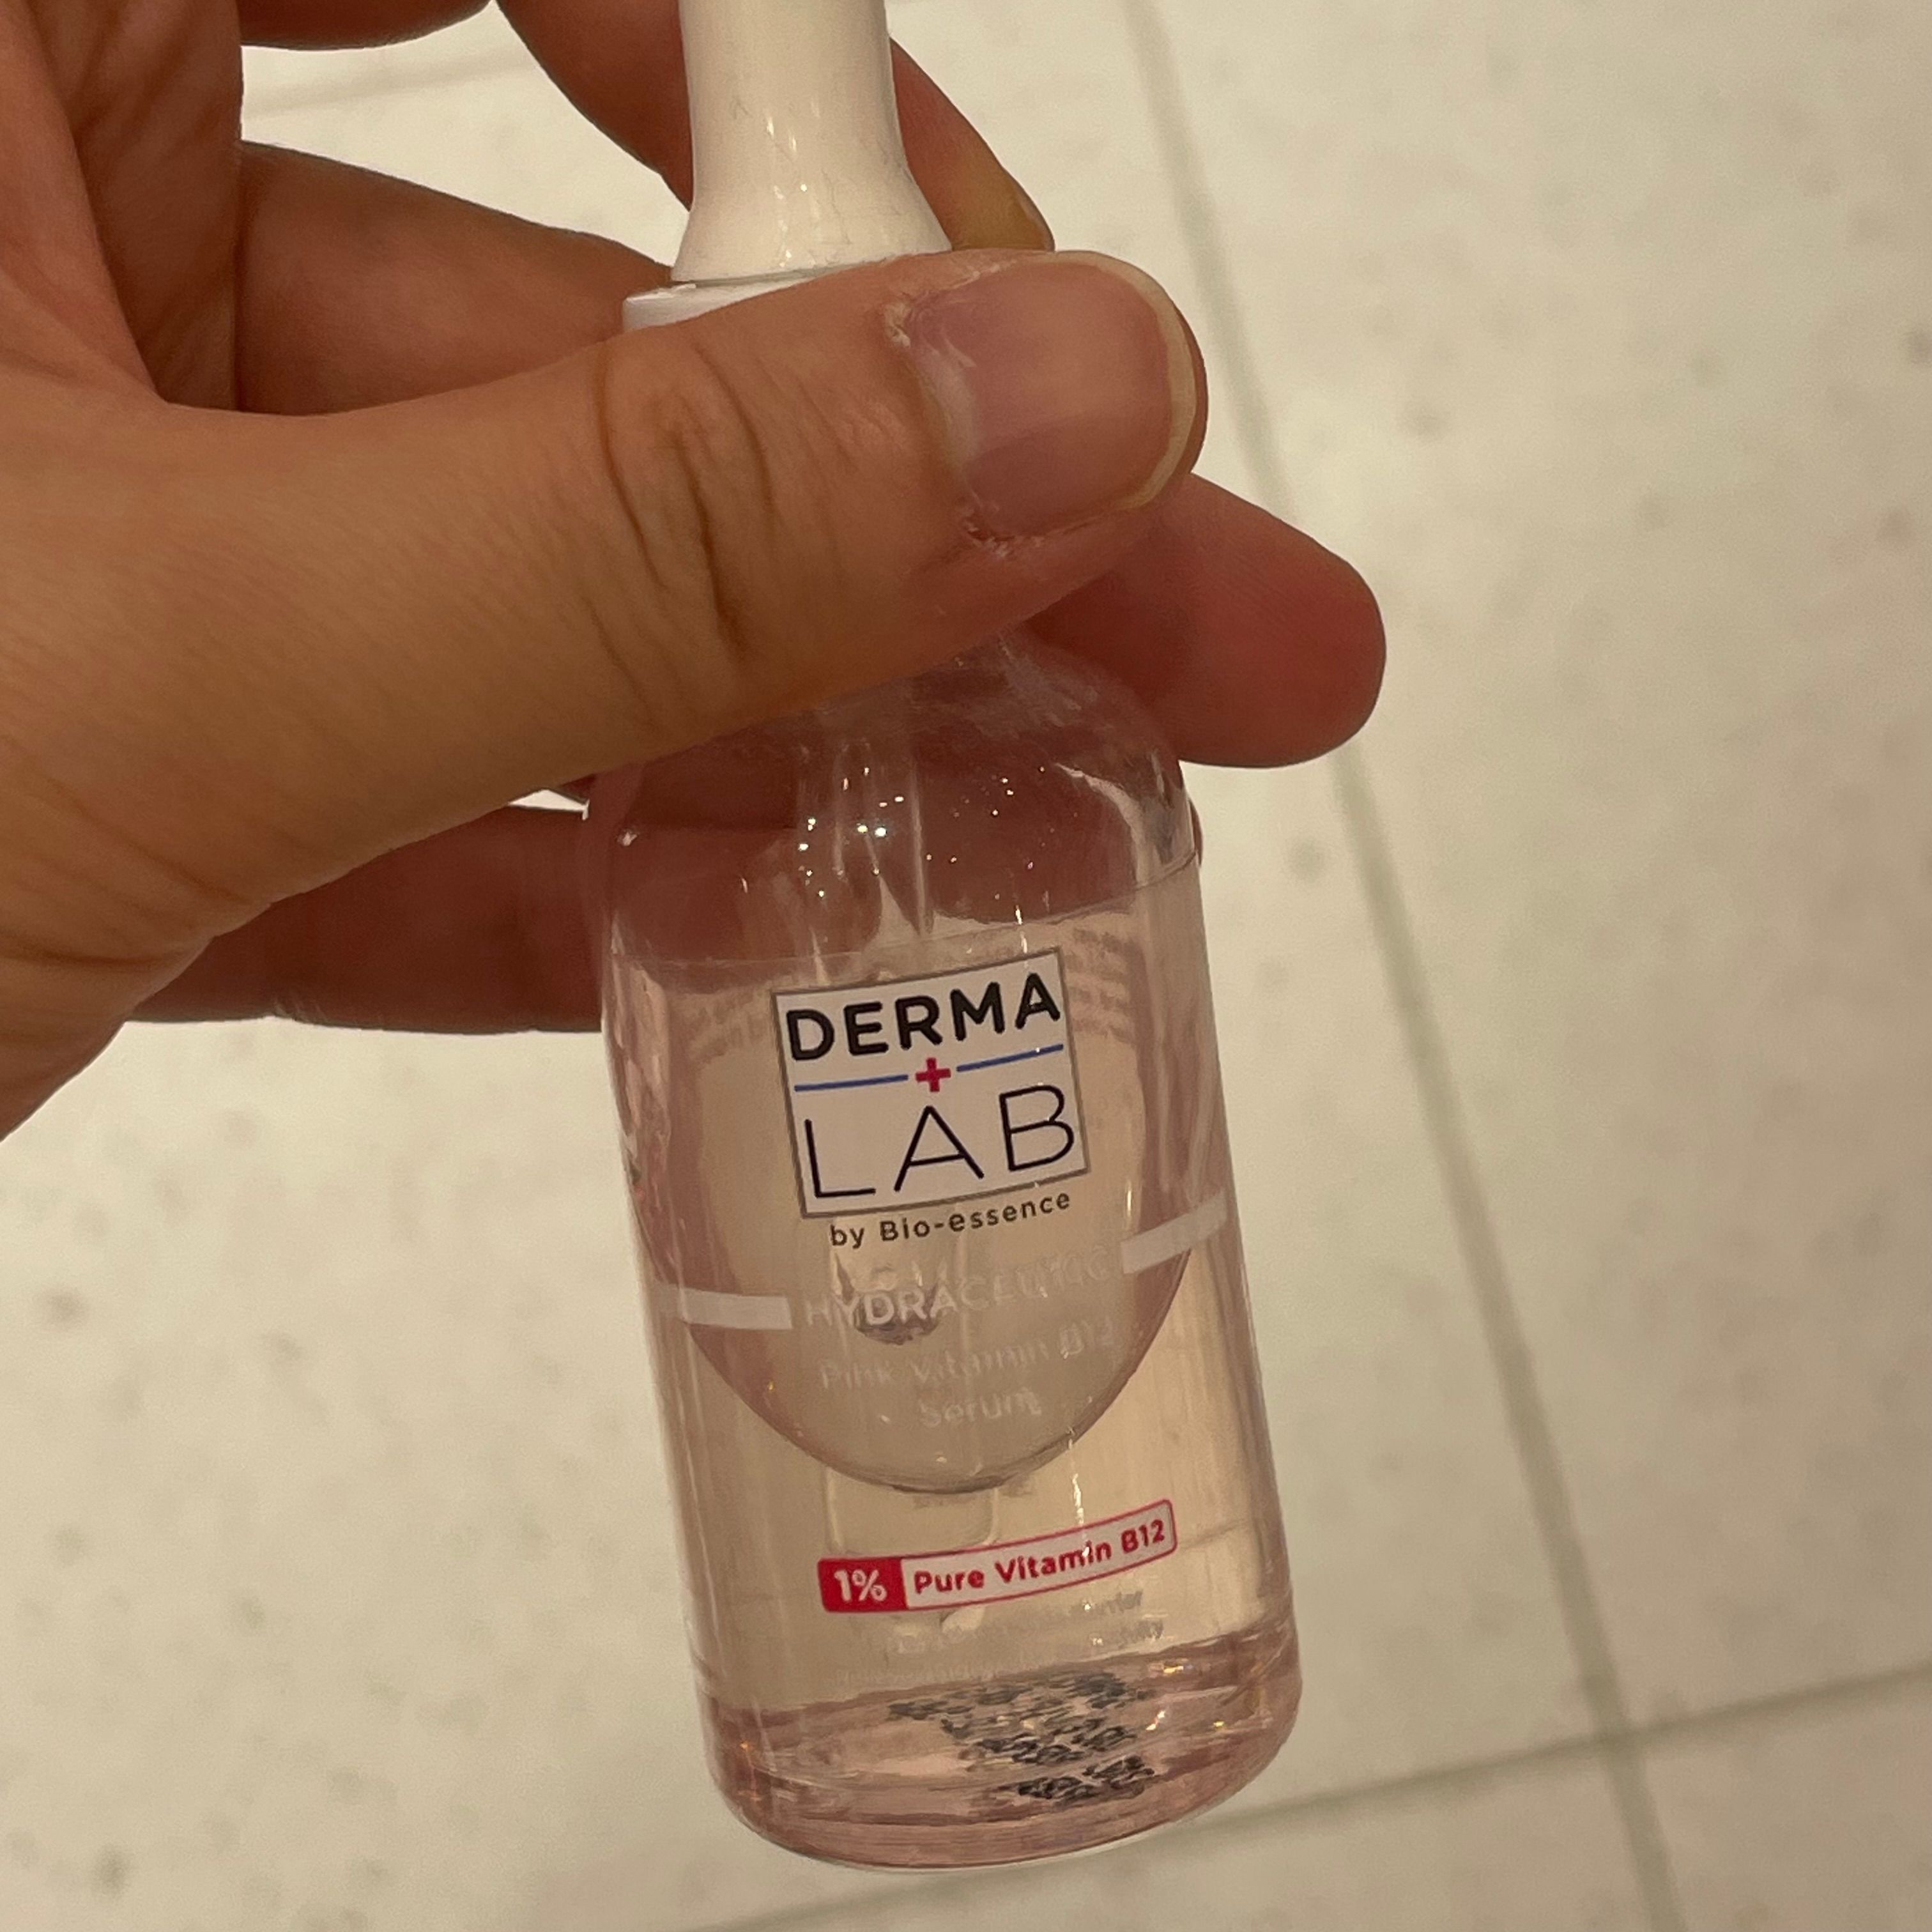 DERMA
+
LAB
by Bio-essence
HYDRACEUTIC
Pink Vitamin B12
Serum
1% Pure Vitamin B12